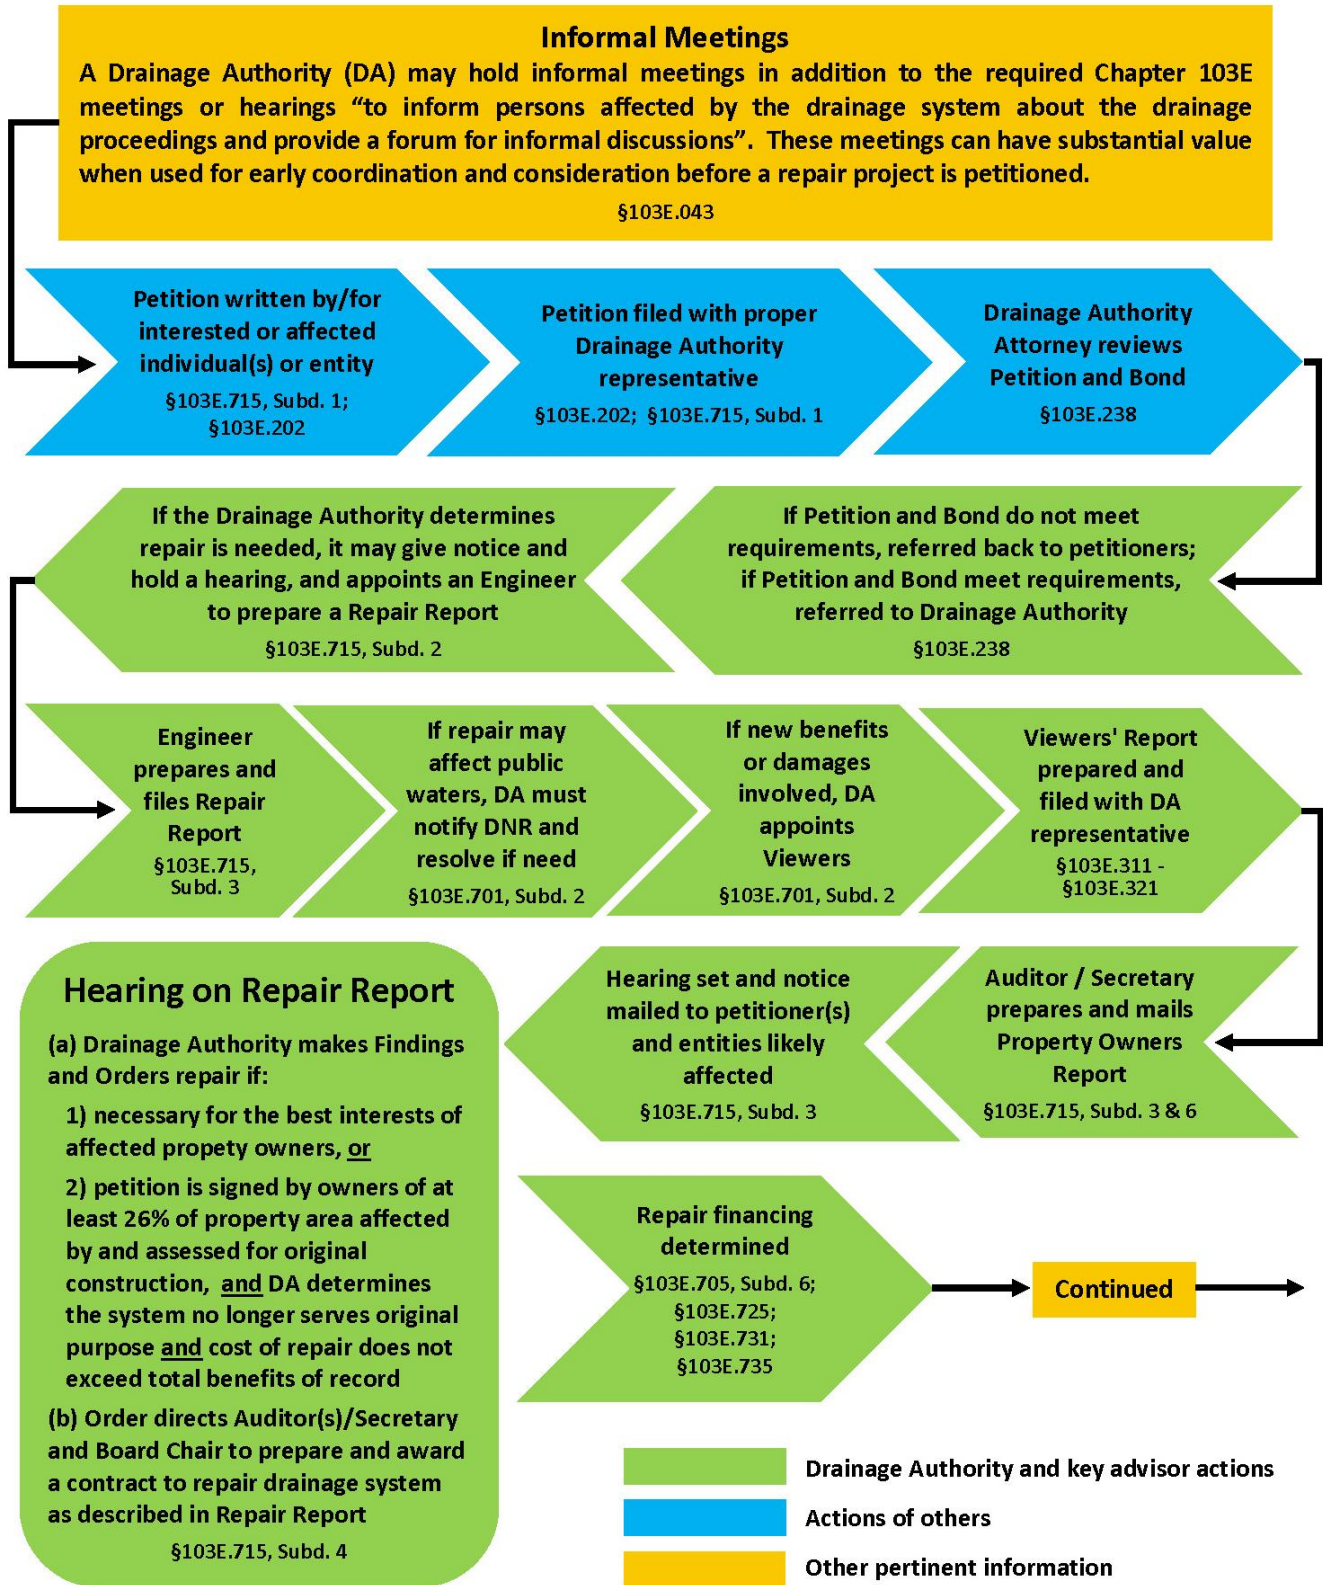 Informal Meetings
A Drainage Authority (DA) may hold informal meetings in addition to the required Chapter 103E
meetings or hearings “to inform persons affected by the drainage system about the drainage
proceedings and provide a forum for informal discussions”. These meetings can have substantial value
when used for early coordination and consideration before a repair project is petitioned.
§103E.043
Petition written by/for
interested or affected
individual(s) or entity
§103E.715, Subd. 1;
§103E.202
Petition filed with proper
Drainage Authority
representative
§103E.202; §103E.715, Subd. 1
Drainage Authority
Attorney reviews
Petition and Bond
§103E.238
If Petition and Bond do not meet
requirements, referred back to petitioners;
if Petition and Bond meet requirements,
referred to Drainage Authority
§103E.238
If the Drainage Authority determines
repair is needed, it may give notice and
hold a hearing, and appoints an Engineer
to prepare a Repair Report
§103E.715, Subd. 2
Engineer
prepares and
files Repair
Report
§103E.715,
Subd. 3
If repair may
affect public
waters, DA must
notify DNR and
resolve if need
§103E.701, Subd. 2
If new benefits
or damages
involved, DA
appoints
Viewers
§103E.701, Subd. 2
Viewers' Report
prepared and
filed with DA
representative
§103E.311 -
§103E.321
Auditor / Secretary
prepares and mails
Property Owners
Report
§103E.715, Subd. 3 & 6
Hearing set and notice
mailed to petitioner(s)
and entities likely
affected
§103E.715, Subd. 3
Hearing on Repair Report
(a) Drainage Authority makes Findings
and Orders repair if:
1) necessary for the best interests of
affected propety owners, or
2) petition is signed by owners of at
least 26% of property area affected
by and assessed for original
construction, and DA determines
the system no longer serves original
purpose and cost of repair does not
exceed total benefits of record
(b) Order directs Auditor(s)/Secretary
and Board Chair to prepare and award
a contract to repair drainage system
as described in Repair Report
§103E.715, Subd. 4
Repair financing
determined
§103E.705, Subd. 6;
§103E.725;
§103E.731;
§103E.735
Continued
Drainage Authority and key advisor actions
Actions of others
Other pertinent information